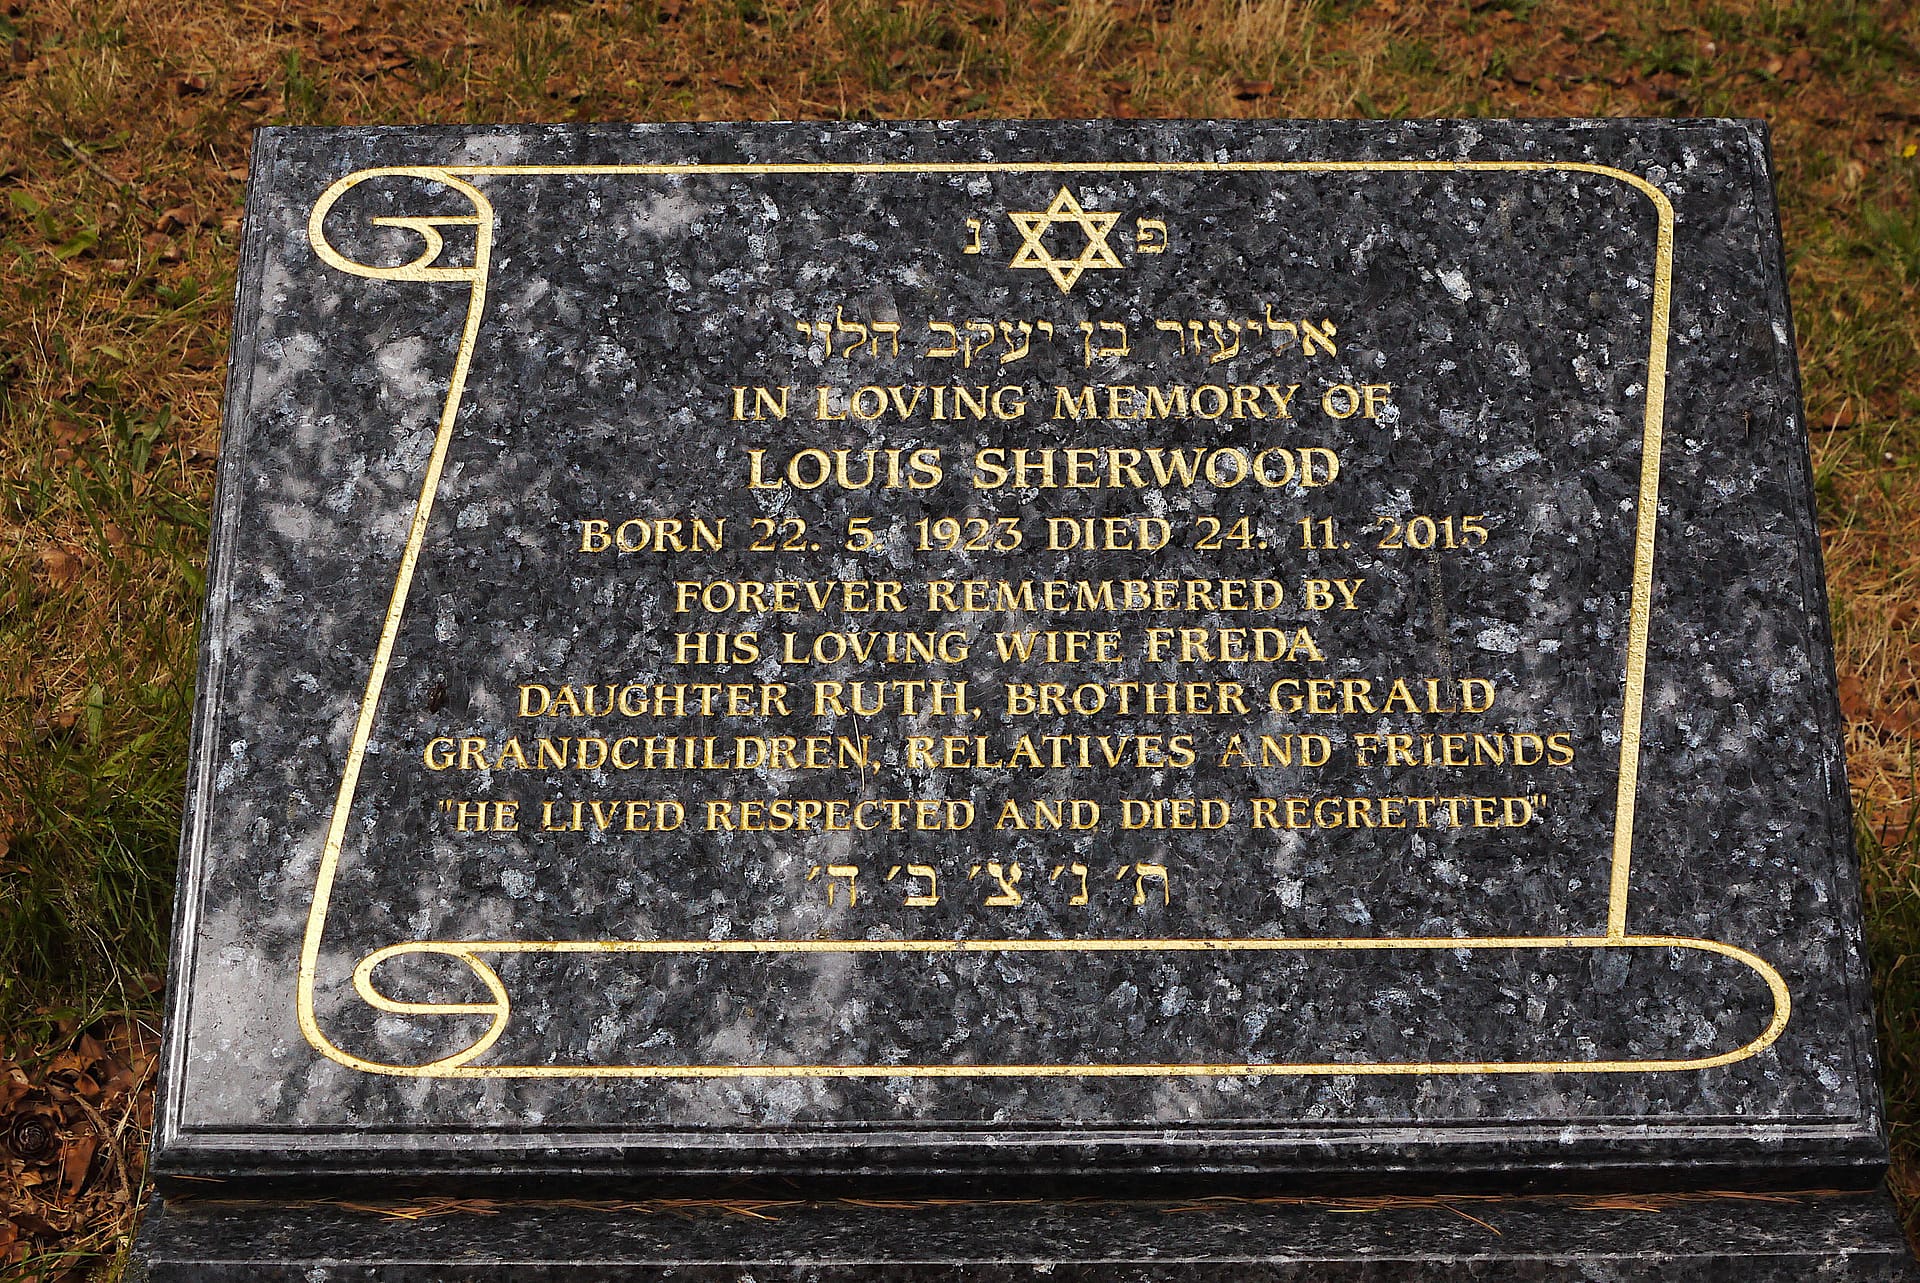 פ נ
אליעזר בן יעקב הלוי
IN LOVING MEMORY OF
LOUIS SHERWOOD
BORN 22. 5. 1923 DIED 24. 11. 2015
FOREVER REMEMBERED BY
HIS LOVING WIFE FREDA
DAUGHTER RUTH, BROTHER GERALD
GRANDCHILDREN, RELATIVES AND FRIENDS
"HE LIVED RESPECTED AND DIED REGRETTED"
ת׳ נ׳ צ׳ ב׳ ה׳